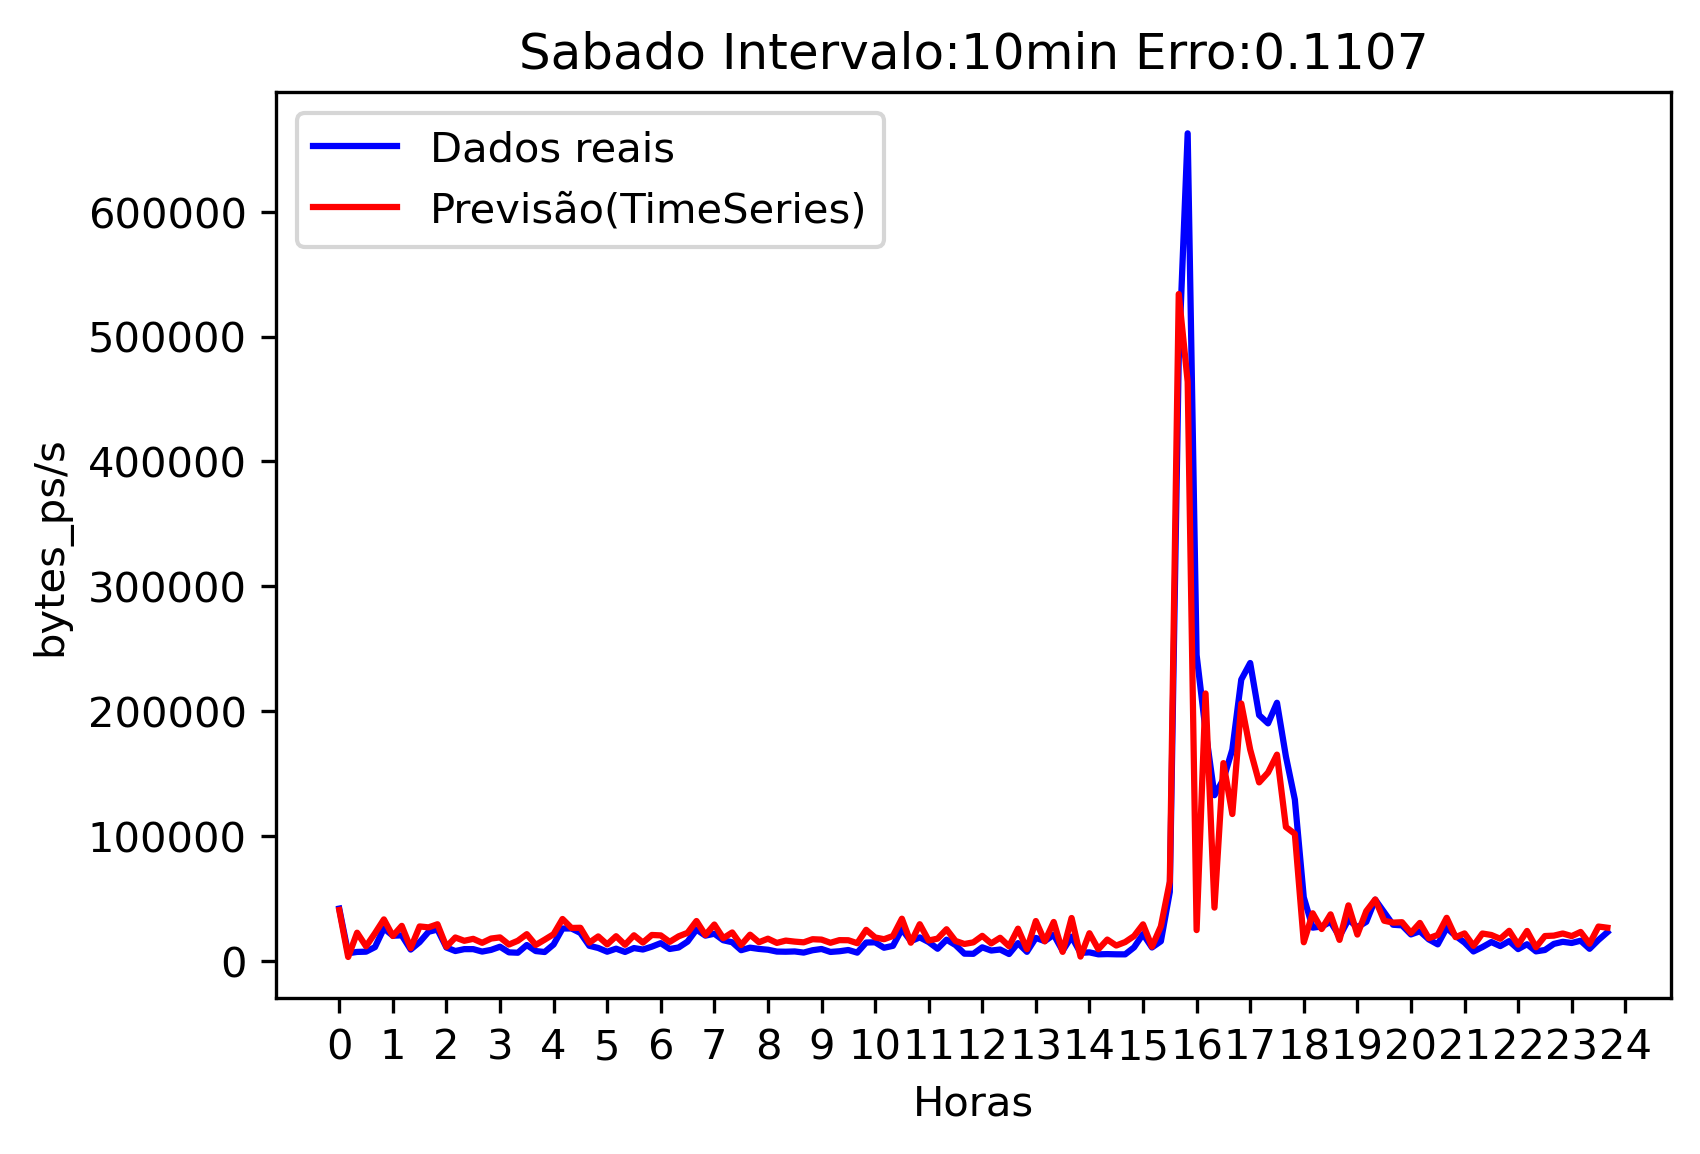 Sabado Intervalo:10min Erro:0.1107
Dados reais
Previsão(TimeSeries)
600000
500000
400000
300000
200000
100000
0
bytes_ps/s
0 1 2 3 4 5 6 7 8 9 10 11 12 13 14 15 16 17 18 19 20 21 22 23 24
Horas